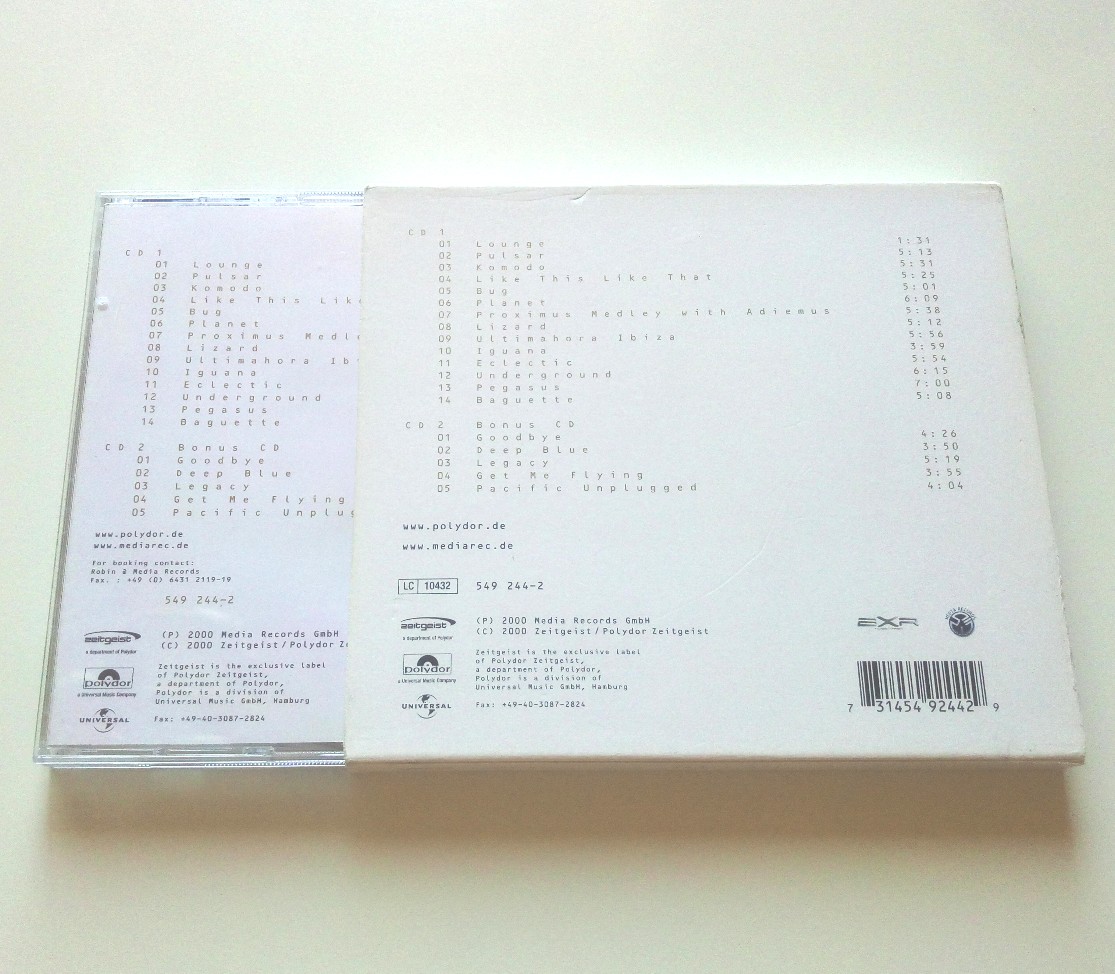 CD 1
01 Lounge
02 Pulsar
03 Komodo
04 Like This Lik
05 Bug
06 Planet
07 Proximus Medl
08 Lizard
09 Ultimahora Ib
10 Iguana
11 Eclectic
12 Underground
13 Pegasus
14 Baguette
CD 2 Bonus CD
01 Goodbye
02 Deep Blue
03 Legacy
04 Get Me Flying
05 Pacific Unplug
www.polydor.de
www.mediarec.de
For booking contact:
Robin @ Media Records
Fax. : +49 (0) 6431 2119-19
549 244-2
zeitgeist
a department of Polydor
(P) 2000 Media Records GmbH
(C) 2000 Zeitgeist/Polydor Ze
polydor
a Universal Music Company
Zeitgeist is the exclusive label
of Polydor Zeitgeist,
a department of Polydor,
Polydor is a division of
Universal Music GmbH, Hamburg
UNIVERSAL
Fax: +49-40-3087-2824
CD 1
01 Lounge 1:31
02 Pulsar 5:13
03 Komodo 5:31
04 Like This Like That 5:25
05 Bug 5:01
06 Planet 6:09
07 Proximus Medley with Adiemus 5:38
08 Lizard 5:12
09 Ultimahora Ibiza 5:56
10 Iguana 3:59
11 Eclectic 5:54
12 Underground 6:15
13 Pegasus 7:00
14 Baguette 5:08
CD 2 Bonus CD
01 Goodbye 4:26
02 Deep Blue 3:50
03 Legacy 5:19
04 Get Me Flying 3:55
05 Pacific Unplugged 4:04
www.polydor.de
www.mediarec.de
LC 10432 549 244-2
zeitgeist
a department of Polydor
(P) 2000 Media Records GmbH
(C) 2000 Zeitgeist/Polydor Zeitgeist
polydor
a Universal Music Company
Zeitgeist is the exclusive label
of Polydor Zeitgeist,
a department of Polydor,
Polydor is a division of
Universal Music GmbH, Hamburg
UNIVERSAL
Fax: +49-40-3087-2824
EXR
MEDIA RECORDS
7 31454 92442 9